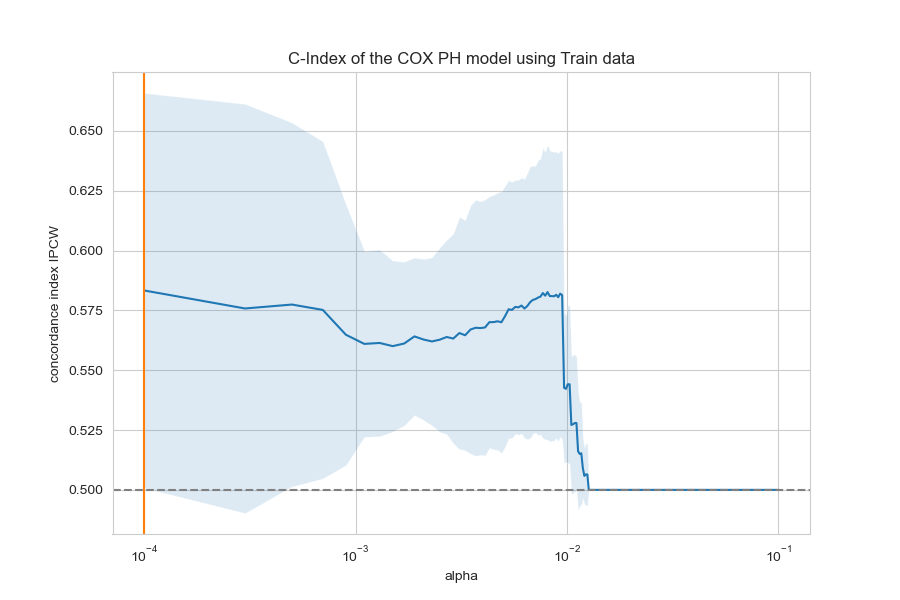 C-Index of the COX PH model using Train data
concordance index IPCW
0.650
0.625
0.600
0.575
0.550
0.525
0.500
10⁻⁴ 10⁻³ 10⁻² 10⁻¹
alpha